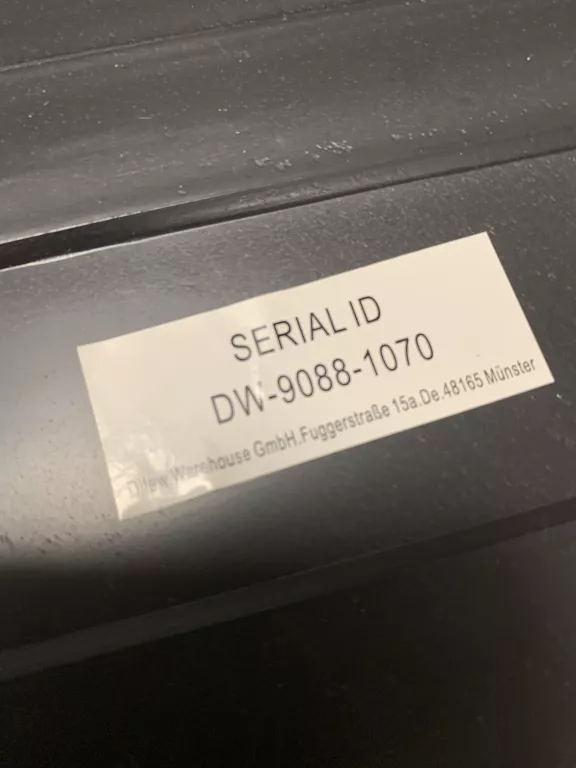 SERIAL ID
DW-9088-1070
Warehouse GmbH.Fuggerstraße 15a.De.48165 Münster